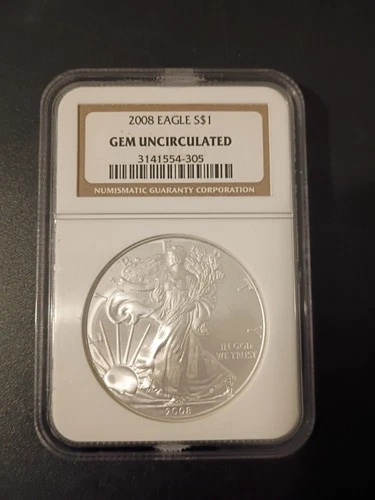 2008 EAGLE S$1
GEM UNCIRCULATED
3141554-305
NUMISMATIC GUARANTY CORPORATION
IN GOD
WE TRUST
2008